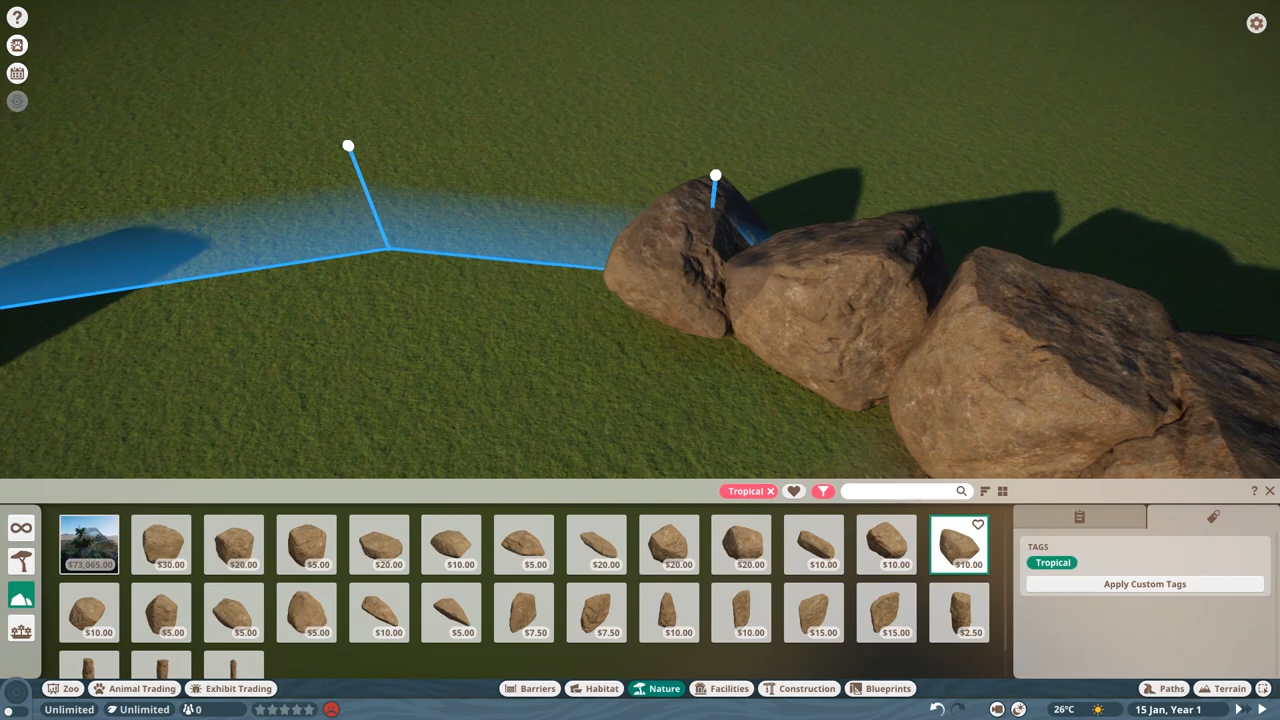 ?
Tropical ×
? ×
$73,065.00 $30.00 $20.00 $5.00 $20.00 $10.00 $5.00 $20.00 $20.00 $20.00 $10.00 $10.00 $10.00
TAGS
Tropical
Apply Custom Tags
$10.00 $5.00 $5.00 $5.00 $10.00 $5.00 $7.50 $7.50 $10.00 $10.00 $15.00 $15.00 $2.50
Zoo Animal Trading Exhibit Trading Barriers Habitat Nature Facilities Construction Blueprints Paths Terrain
Unlimited Unlimited 0 26°C 15 Jan, Year 1